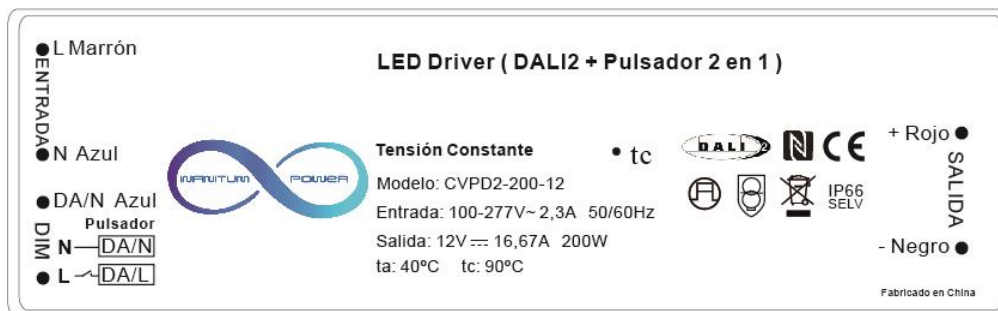 L Marrón
ENTRADA
N Azul
DA/N Azul
Pulsador
DIM
N DA/N
L DA/L
INFINITUM POWER
LED Driver ( DALI2 + Pulsador 2 en 1 )
Tensión Constante
• tc
Modelo: CVPD2-200-12
Entrada: 100-277V~ 2,3A 50/60Hz
Salida: 12V⎓ 16,67A 200W
ta: 40ºC tc: 90ºC
DALI 2
N
CE
IP66
SELV
+ Rojo
SALIDA
- Negro
Fabricado en China